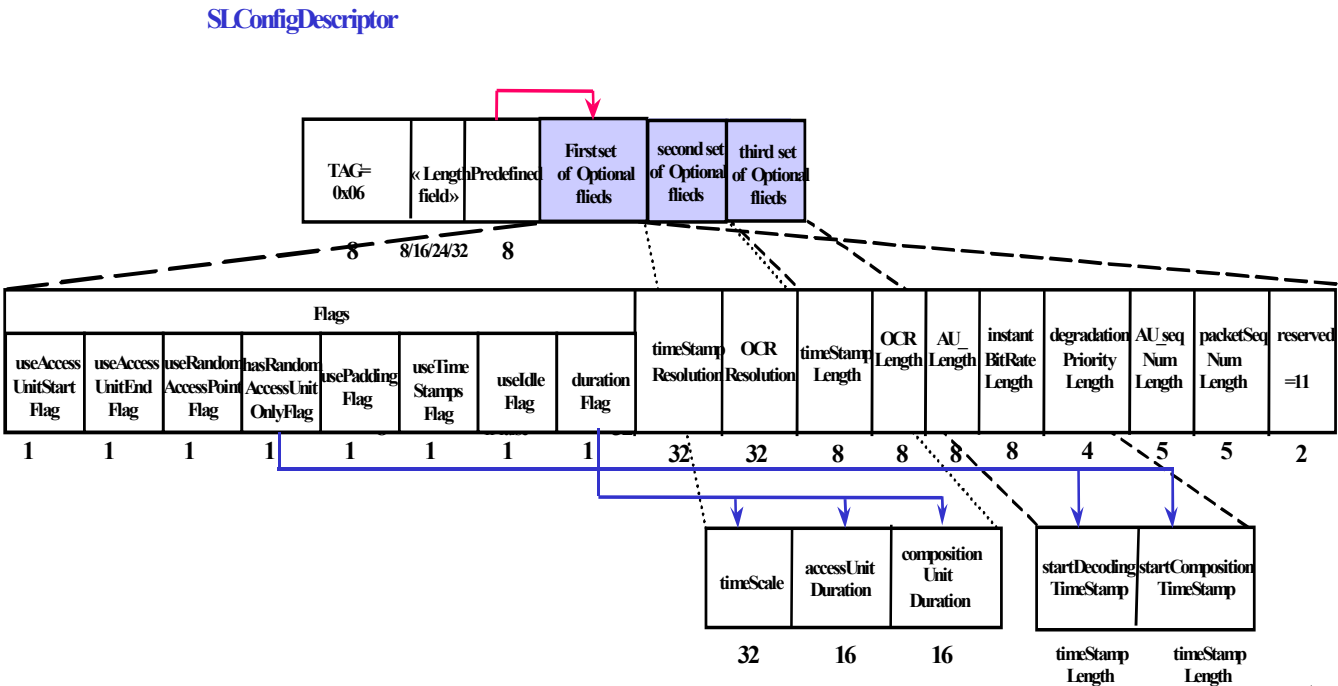 SLConfigDescriptor
TAG=
0x06
« Length
field»
Predefined
First set
of Optional
flieds
second set
of Optional
flieds
third set
of Optional
flieds
8
8/16/24/32
8
Flags
useAccess
UnitStart
Flag
useAccess
UnitEnd
Flag
useRandom
AccessPoint
Flag
hasRandom
AccessUnit
OnlyFlag
usePadding
Flag
useTime
Stamps
Flag
useIdle
Flag
duration
Flag
timeStamp
Resolution
OCR
Resolution
timeStamp
Length
OCR
Length
AU_
Length
instant
BitRate
Length
degradation
Priority
Length
AU_seq
Num
Length
packetSeq
Num
Length
reserved
=11
1
1
1
1
1
1
1
1
32
32
8
8
8
8
4
5
5
2
timeScale
accessUnit
Duration
composition
Unit
Duration
startDecoding
TimeStamp
startComposition
TimeStamp
32
16
16
timeStamp
Length
timeStamp
Length